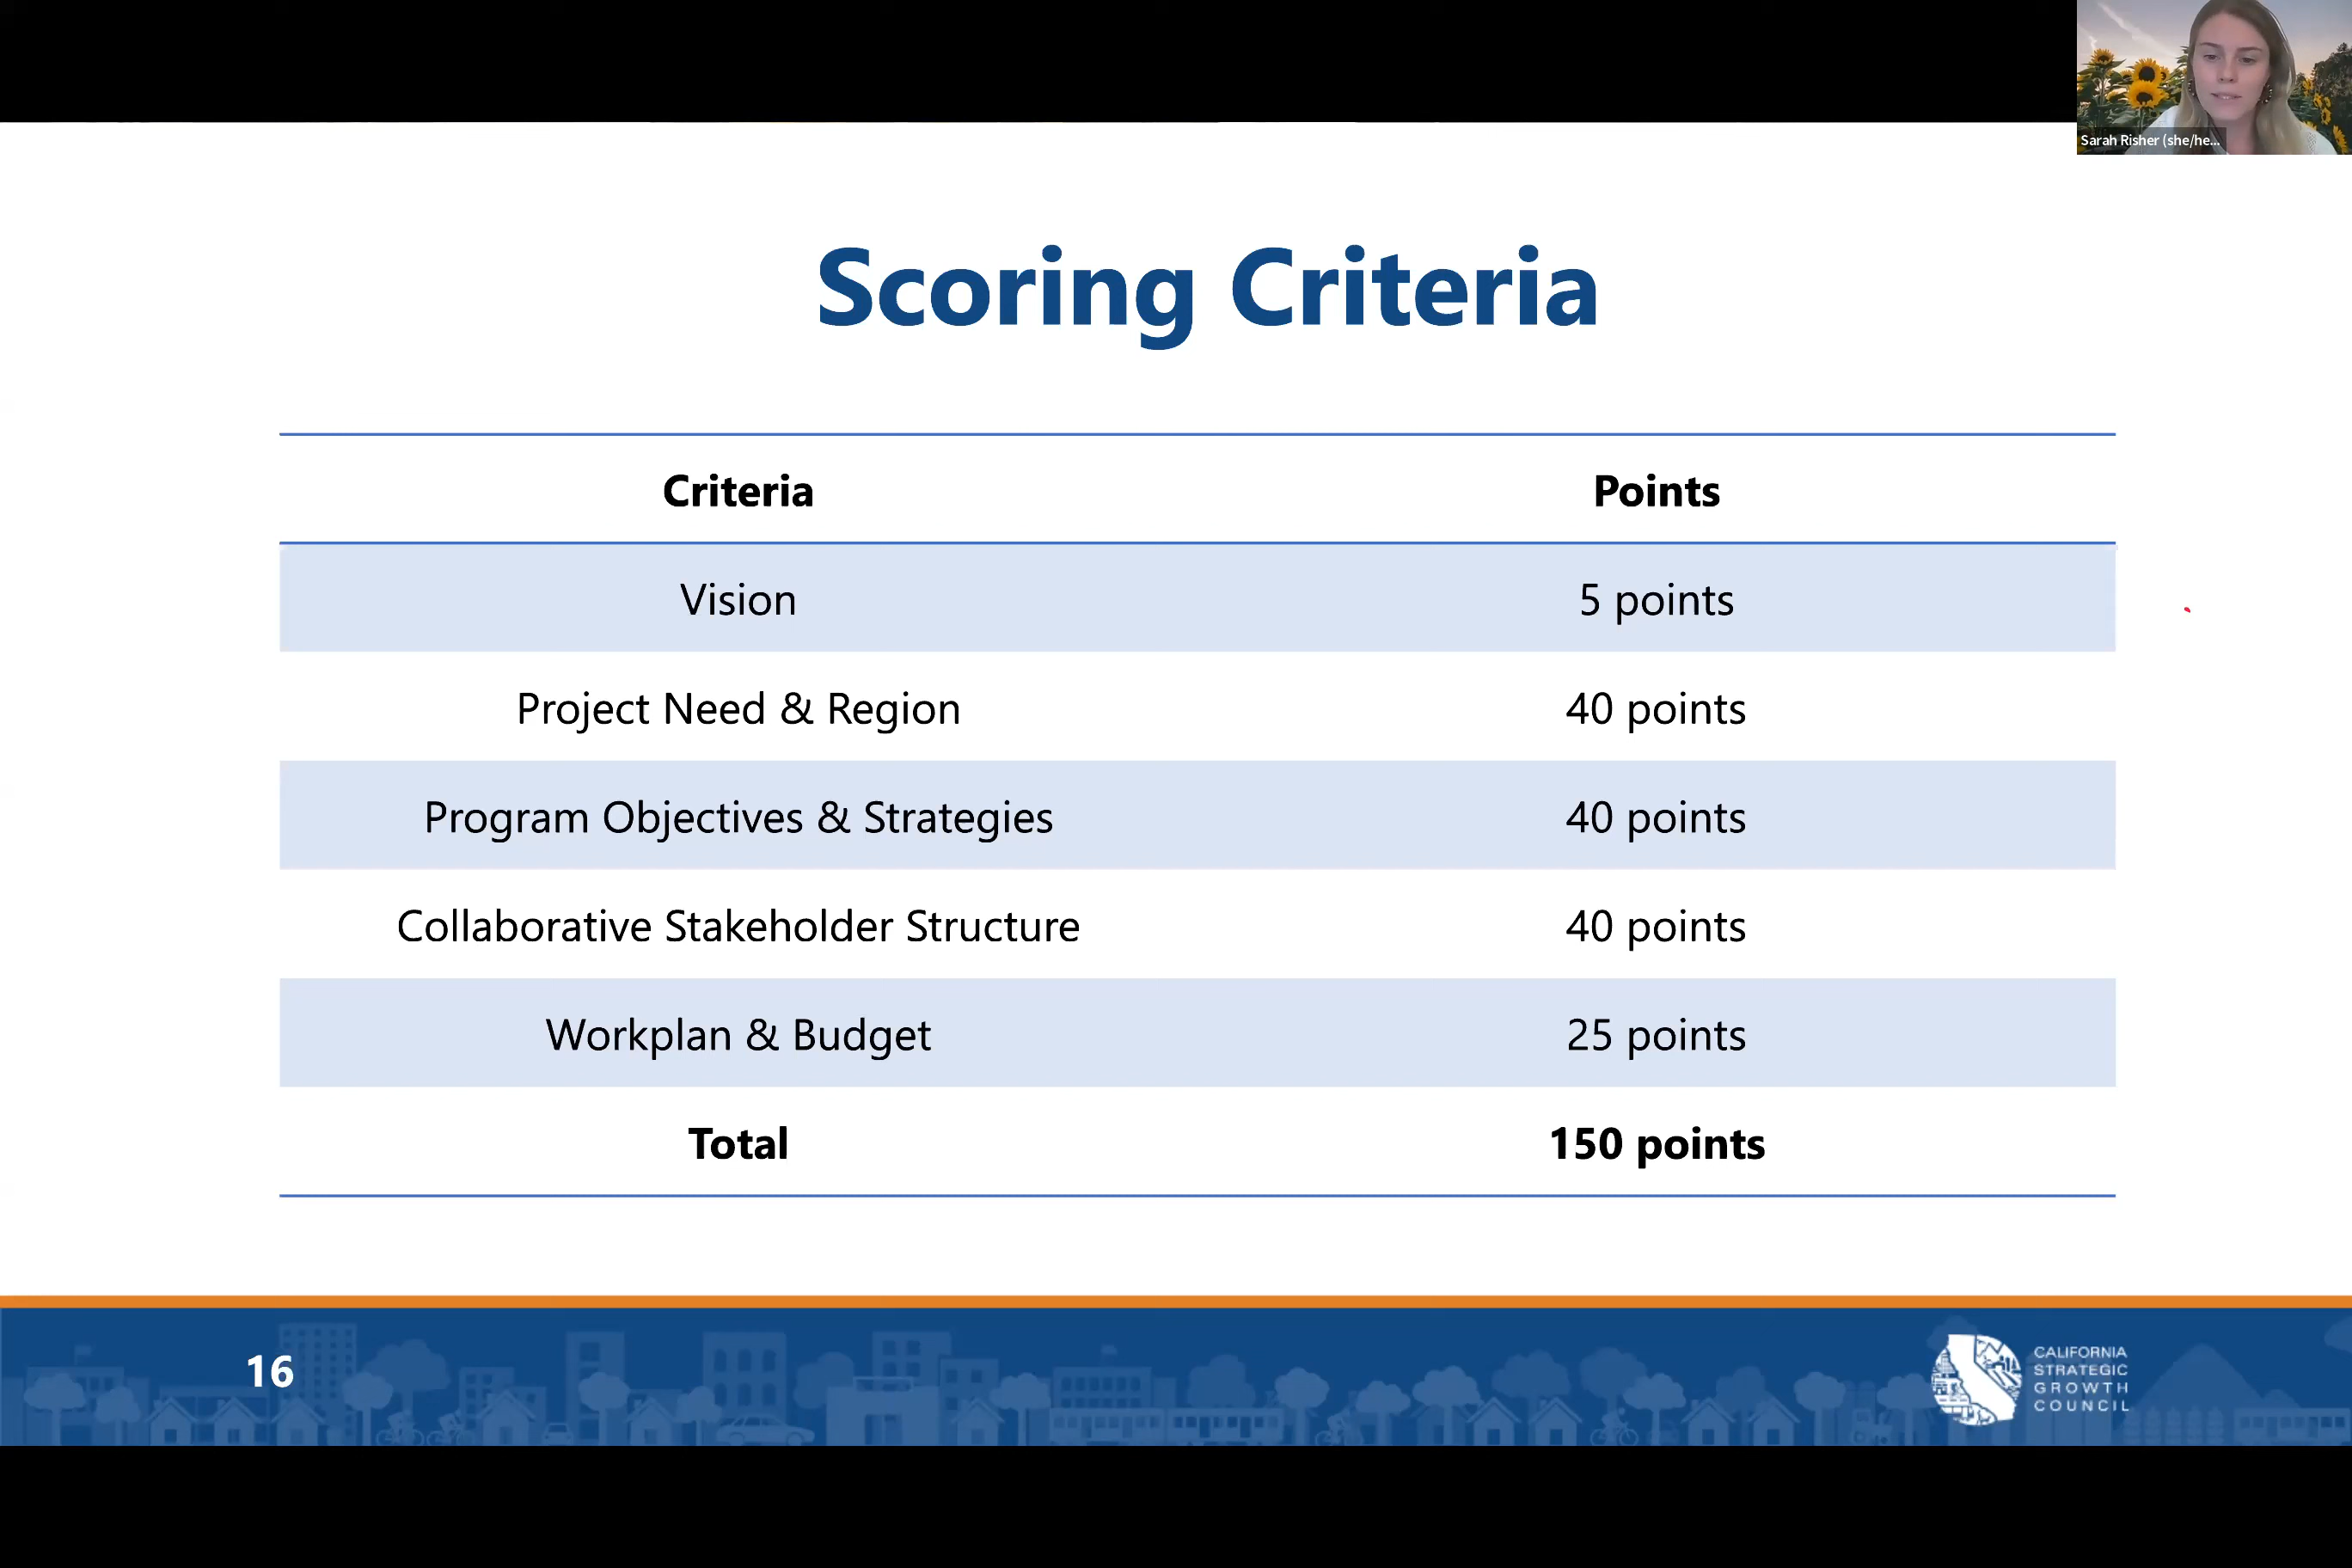 Sarah Risher (she/he...
Scoring Criteria
Criteria Points
Vision 5 points
Project Need & Region 40 points
Program Objectives & Strategies 40 points
Collaborative Stakeholder Structure 40 points
Workplan & Budget 25 points
Total 150 points
16
CALIFORNIA
STRATEGIC
GROWTH
COUNCIL